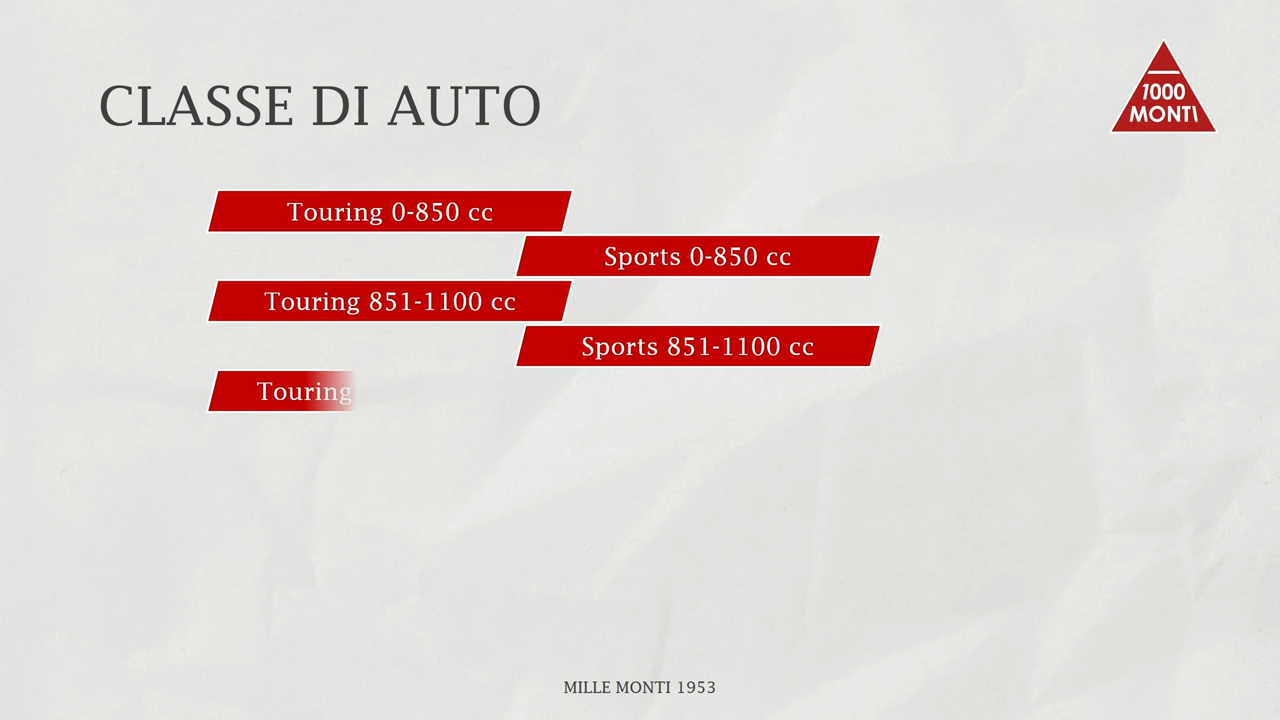 CLASSE DI AUTO
1000
MONTI
Touring 0-850 cc
Sports 0-850 cc
Touring 851-1100 cc
Sports 851-1100 cc
Touring
MILLE MONTI 1953